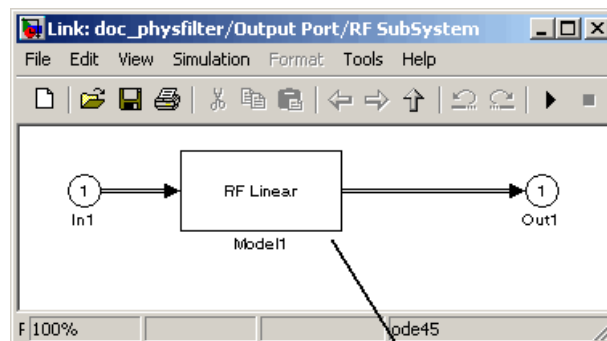 Link: doc_physfilter/Output Port/RF SubSystem
File Edit View Simulation Format Tools Help
1 RF Linear 1
In1 Out1
Model1
F 100% ode45